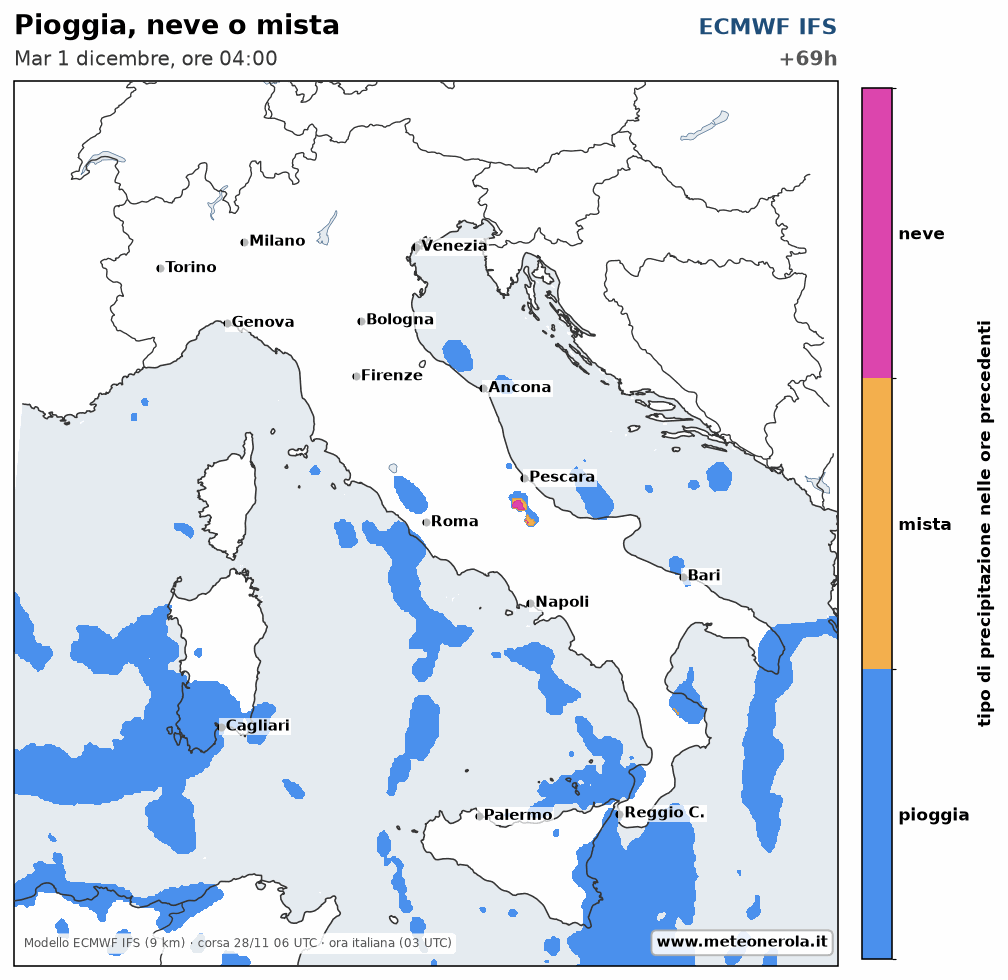 Pioggia, neve o mista
ECMWF IFS
Mar 1 dicembre, ore 04:00
+69h
Milano
Venezia
Torino
Genova
Bologna
Firenze
Ancona
Pescara
Roma
Bari
Napoli
Cagliari
Palermo
Reggio C.
neve
mista
pioggia
tipo di precipitazione nelle ore precedenti
Modello ECMWF IFS (9 km) · corsa 28/11 06 UTC · ora italiana (03 UTC)
www.meteonerola.it